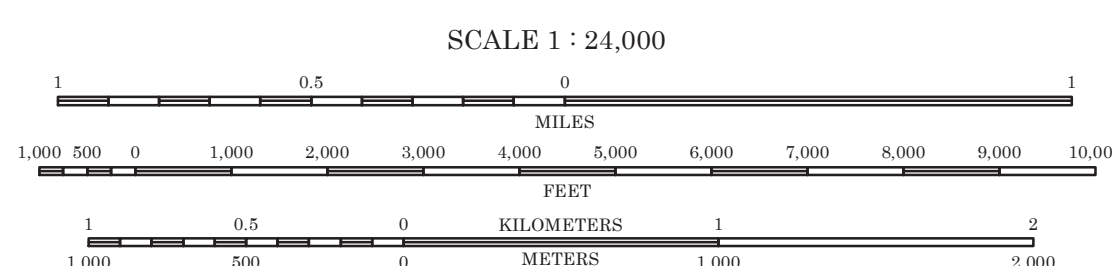 SCALE 1 : 24,000
1 0.5 0 1
MILES
1,000 500 0 1,000 2,000 3,000 4,000 5,000 6,000 7,000 8,000 9,000 10,00
FEET
1 0.5 0 KILOMETERS 1 2
1,000 500 0 METERS 1,000 2,000